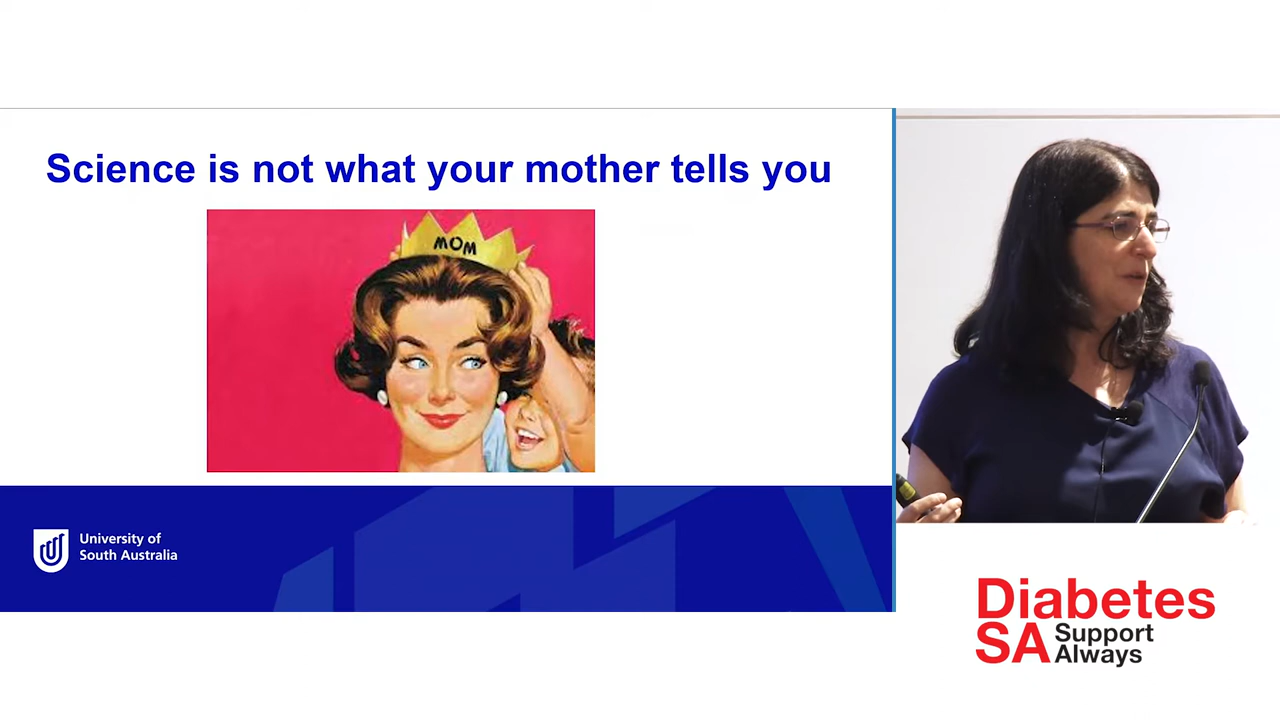 Science is not what your mother tells you
MOM
University of
South Australia
Diabetes
SA Support
Always